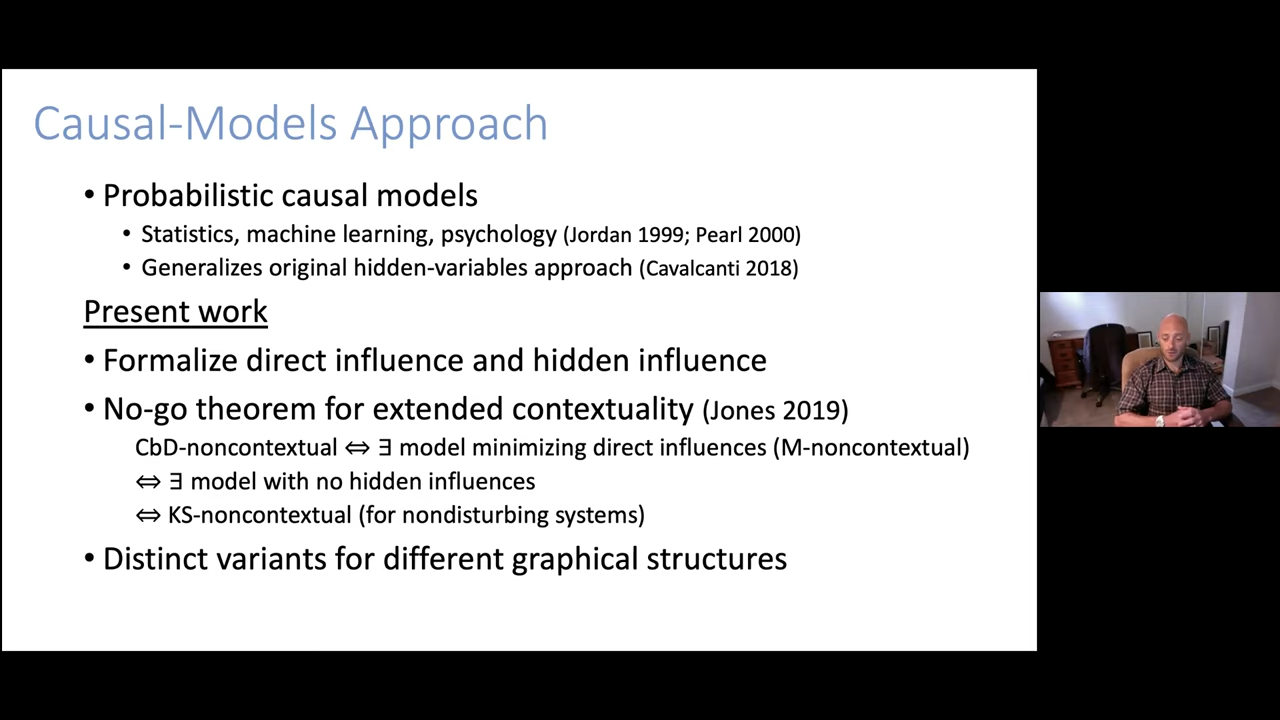 Causal-Models Approach
• Probabilistic causal models
• Statistics, machine learning, psychology (Jordan 1999; Pearl 2000)
• Generalizes original hidden-variables approach (Cavalcanti 2018)
Present work
• Formalize direct influence and hidden influence
• No-go theorem for extended contextuality (Jones 2019)
CbD-noncontextual ⇔ ∃ model minimizing direct influences (M-noncontextual)
⇔ ∃ model with no hidden influences
⇔ KS-noncontextual (for nondisturbing systems)
• Distinct variants for different graphical structures